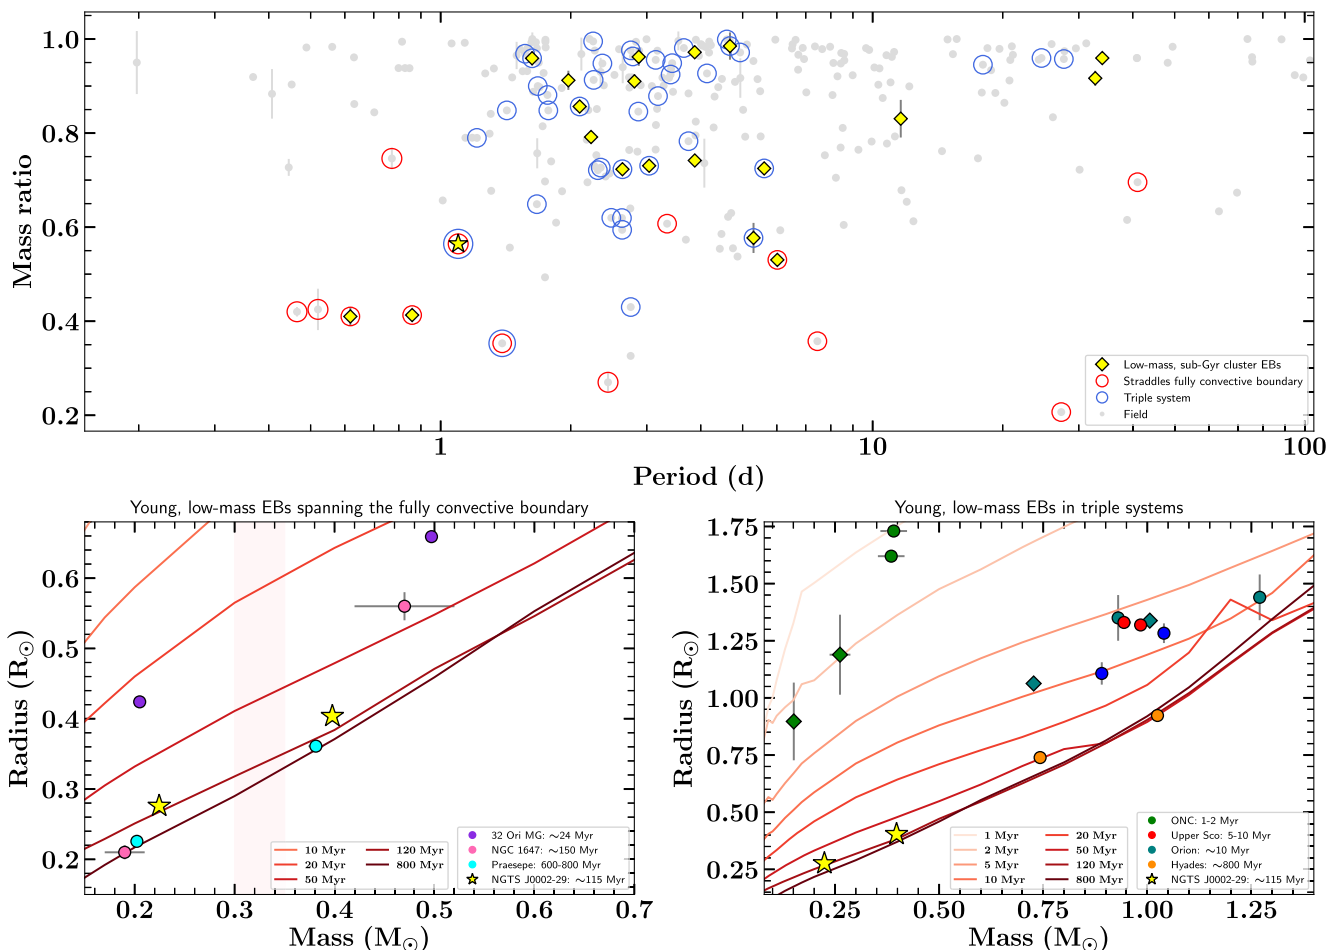 1.0
0.8
0.6
0.4
0.2
Mass ratio
1
10
100
Period (d)
Low-mass, sub-Gyr cluster EBs
Straddles fully convective boundary
Triple system
Field
Young, low-mass EBs spanning the fully convective boundary
0.6
0.5
0.4
0.3
0.2
Radius (R⊙)
10 Myr
20 Myr
50 Myr
120 Myr
800 Myr
32 Ori MG: ~24 Myr
NGC 1647: ~150 Myr
Praesepe: 600-800 Myr
NGTS J0002-29: ~115 Myr
0.2
0.3
0.4
0.5
0.6
0.7
Mass (M⊙)
Young, low-mass EBs in triple systems
1.75
1.50
1.25
1.00
0.75
0.50
0.25
Radius (R⊙)
1 Myr
2 Myr
5 Myr
10 Myr
20 Myr
50 Myr
120 Myr
800 Myr
ONC: 1-2 Myr
Upper Sco: 5-10 Myr
Orion: ~10 Myr
Hyades: ~800 Myr
NGTS J0002-29: ~115 Myr
0.25
0.50
0.75
1.00
1.25
Mass (M⊙)